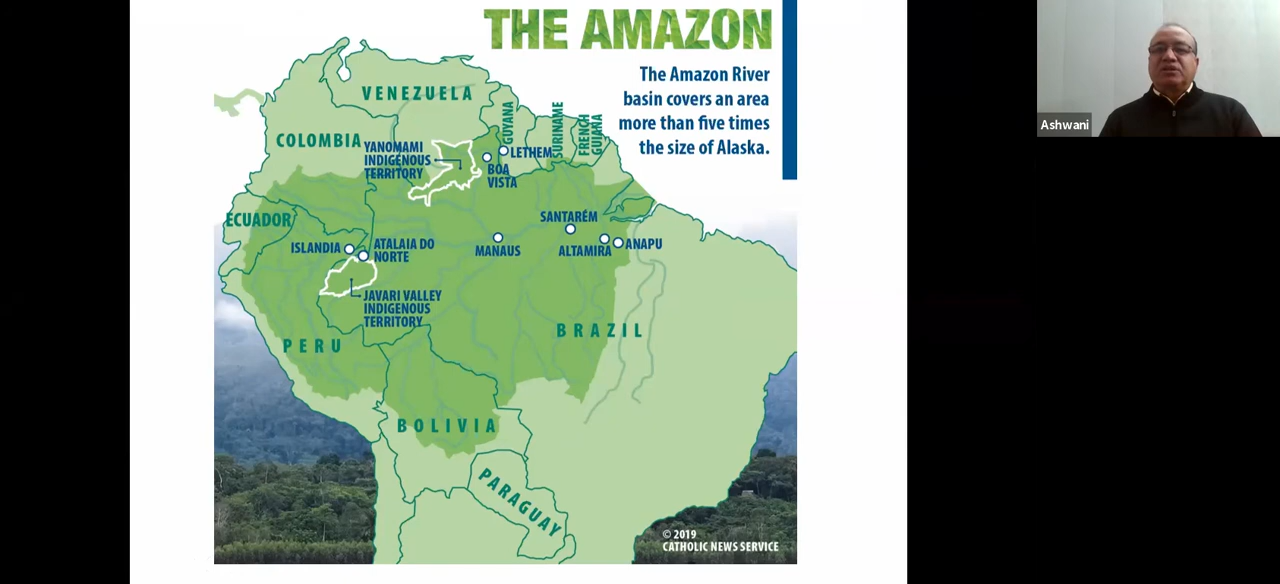 THE AMAZON
The Amazon River
basin covers an area
more than five times
the size of Alaska.
VENEZUELA
GUYANA
SURINAME
FRENCH
GUIANA
COLOMBIA
YANOMAMI
INDIGENOUS
TERRITORY
LETHEM
BOA
VISTA
ECUADOR
SANTARÉM
ISLANDIA
ATALAIA DO
NORTE
MANAUS
ALTAMIRA
ANAPU
JAVARI VALLEY
INDIGENOUS
TERRITORY
PERU
BRAZIL
BOLIVIA
PARAGUAY
© 2019
CATHOLIC NEWS SERVICE
Ashwani